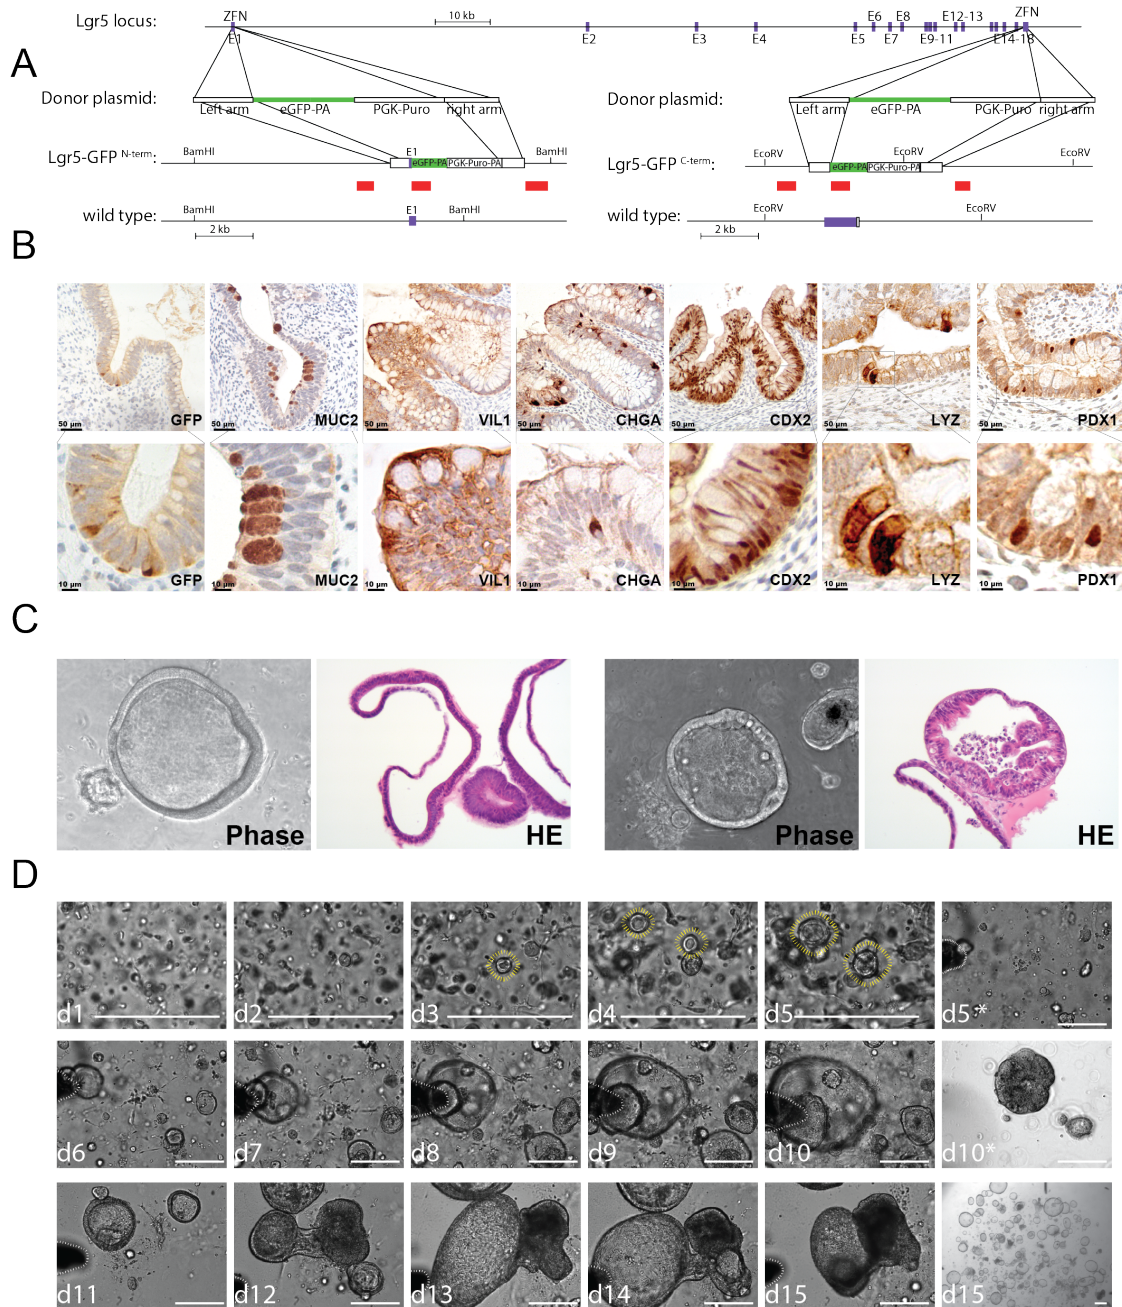 Lgr5 locus:
ZFN
10 kb
E6
E8
E12-13
ZFN
E1
E2
E3
E4
E5
E7
E9-11
E14-18
A
Donor plasmid:
Left arm
eGFP-PA
PGK-Puro
right arm
Donor plasmid:
Left arm
eGFP-PA
PGK-Puro
right arm
Lgr5-GFP N-term:
BamHI
E1
BamHI
eGFP-PA
PGK-Puro-PA
Lgr5-GFP C-term:
EcoRV
EcoRV
EcoRV
eGFP-PA
PGK-Puro-PA
wild type:
BamHI
E1
BamHI
2 kb
wild type:
EcoRV
EcoRV
2 kb
B
50 µm GFP
50 µm MUC2
50 µm VIL1
50 µm CHGA
50 µm CDX2
50 µm LYZ
50 µm PDX1
10 µm GFP
10 µm MUC2
10 µm VIL1
10 µm CHGA
10 µm CDX2
10 µm LYZ
10 µm PDX1
C
Phase
HE
Phase
HE
D
d1
d2
d3
d4
d5
d5*
d6
d7
d8
d9
d10
d10*
d11
d12
d13
d14
d15
d15